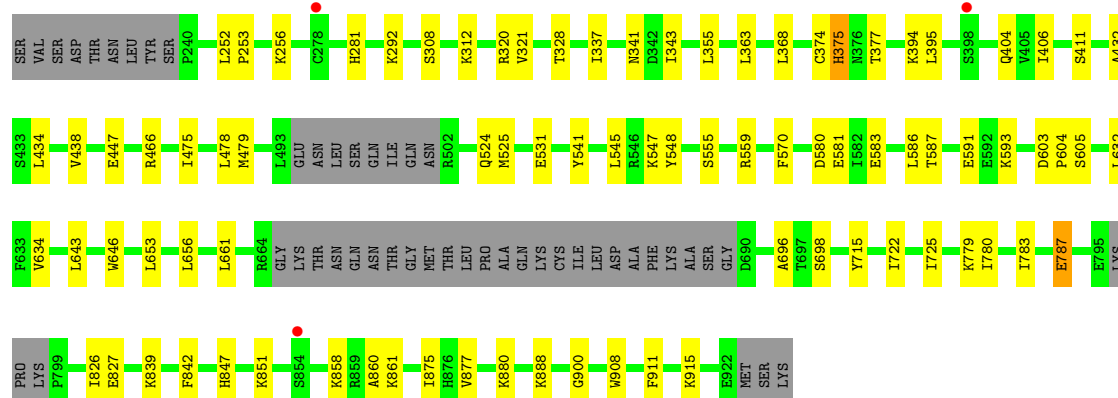 SER VAL SER ASP THR ASN LEU TYR SER P240 L252 P253 K256 C278 H281 K292 S308 K312 R320 V321 T328 I337 N341 D342 I343 L355 L363 L368 C374 H375 N376 T377 K394 L395 S398 Q404 V405 I406 S411 A432
S433 L434 V438 E447 R466 I475 L478 M479 L493 GLU ASN LEU SER GLN ILE GLN ASN R502 Q524 M525 E531 Y541 L545 R546 K547 Y548 S555 R559 F570 D580 E581 I582 E583 L586 T587 E591 E592 K593 D603 P604 S605 L632
F633 V634 L643 W646 L653 L656 L661 R664 GLY LYS THR ASN GLN ASN THR GLY MET THR LEU PRO ALA GLN LYS CYS ILE LEU ASP ALA PHE LYS ALA SER GLY D690 A696 T697 S698 Y715 I722 I725 K779 I780 I783 E787 E795 LYS
PRO LYS P799 I826 E827 K839 F842 H847 K851 S854 K858 R859 A860 K861 I875 H876 V877 K880 K888 G900 W908 F911 K915 E922 MET SER LYS